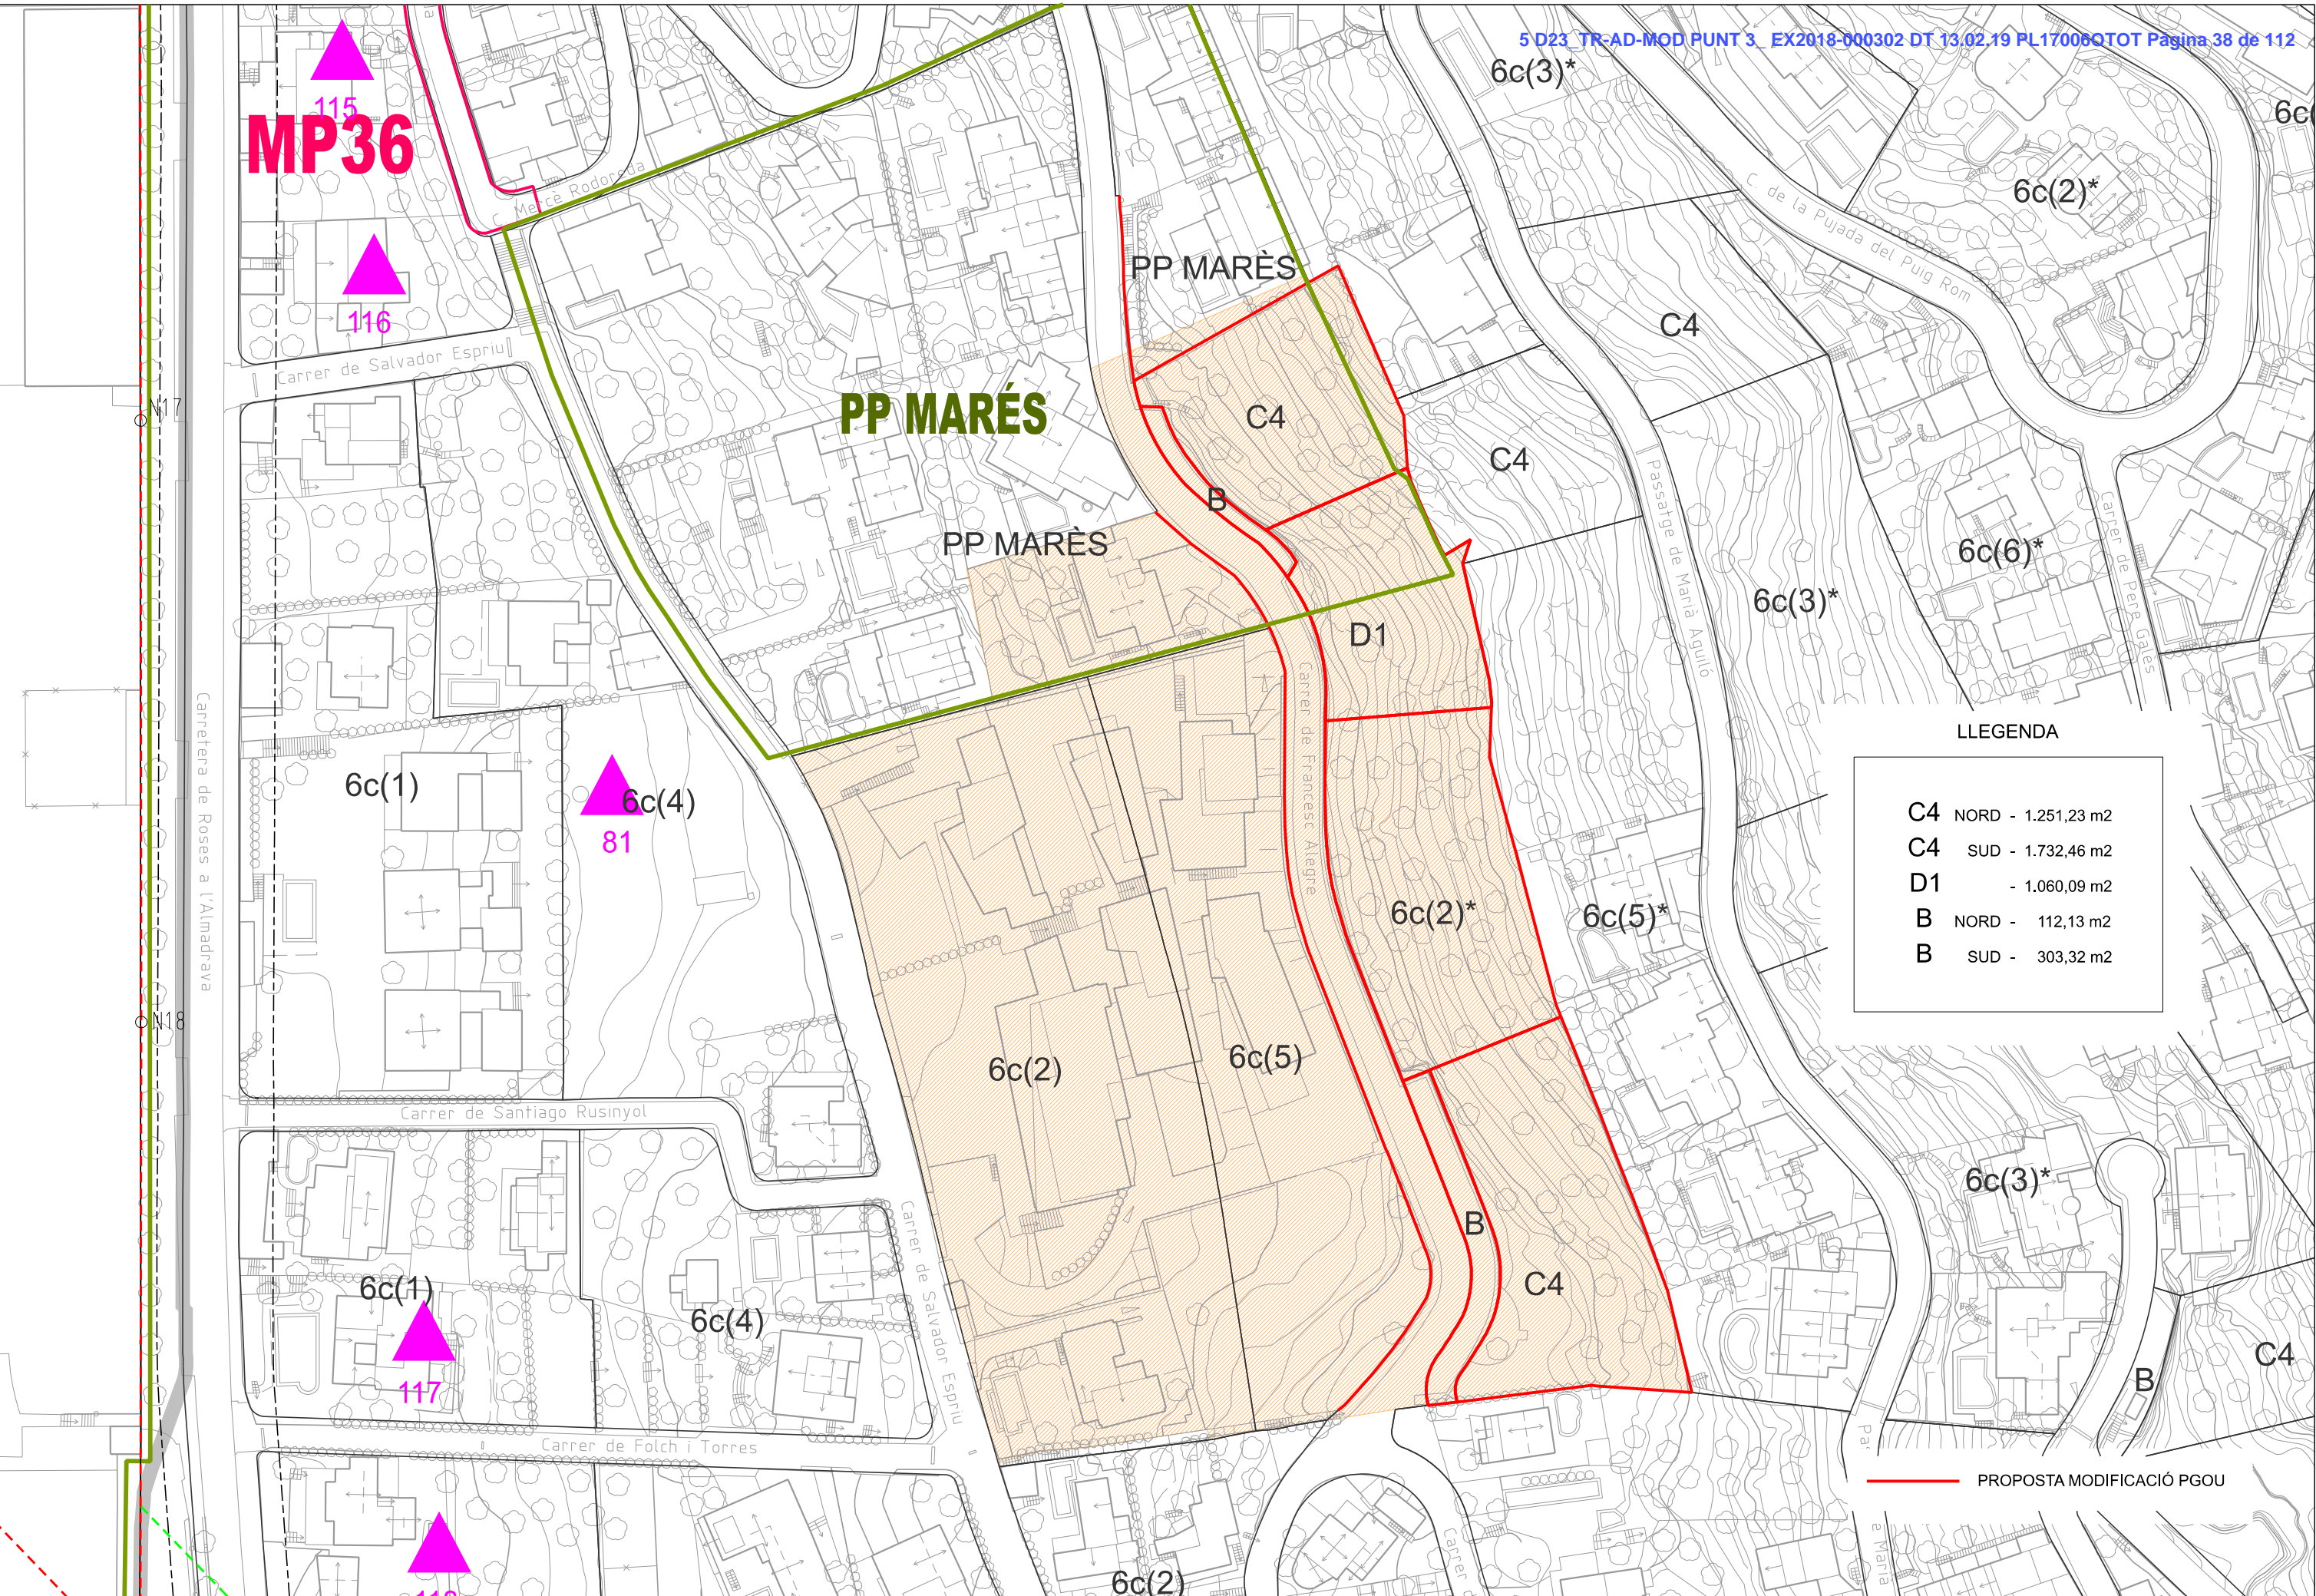 5 D23_TR-AD-MOD PUNT 3_ EX2018-000302 DT 13.02.19 PL17006OTOT Pàgina 38 de 112
6c(3)*
115
MP36
6c(2)*
C. Mercè Rodoreda
C. de la Pujada del Puig Rom
PP MARÈS
116
C4
Carrer de Salvador Espriu
N17
PP MARÉS
C4
C4
B
Passatge de Marià Aguiló
Carrer de Pere Galès
PP MARÈS
6c(6)*
6c(3)*
D1
Carretera de Roses a l'Almadrava
Carrer de Francesc Alegre
LLEGENDA
6c(1)
6c(4)
81
C4 NORD - 1.251,23 m2
C4 SUD - 1.732,46 m2
D1 - 1.060,09 m2
B NORD - 112,13 m2
B SUD - 303,32 m2
6c(2)*
6c(5)*
N18
6c(2)
6c(5)
Carrer de Santiago Rusinyol
6c(3)*
B
Carrer de Salvador Espriu
6c(1)
C4
6c(4)
C4
B
117
Carrer de Folch i Torres
PROPOSTA MODIFICACIÓ PGOU
Carrer
6c(2)